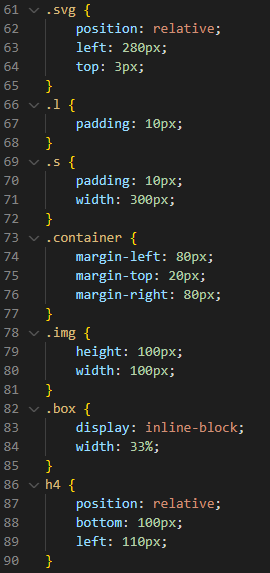 61 .svg {
62     position: relative;
63     left: 280px;
64     top: 3px;
65 }
66 .l {
67     padding: 10px;
68 }
69 .s {
70     padding: 10px;
71     width: 300px;
72 }
73 .container {
74     margin-left: 80px;
75     margin-top: 20px;
76     margin-right: 80px;
77 }
78 .img {
79     height: 100px;
80     width: 100px;
81 }
82 .box {
83     display: inline-block;
84     width: 33%;
85 }
86 h4 {
87     position: relative;
88     bottom: 100px;
89     left: 110px;
90 }